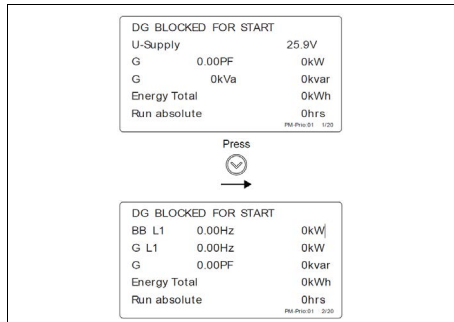 DG BLOCKED FOR START
U-Supply 25.9V
G 0.00PF 0kW
G 0kVa 0kvar
Energy Total 0kWh
Run absolute 0hrs
PM-Prio:01 1/20
Press
DG BLOCKED FOR START
BB L1 0.00Hz 0kW
G L1 0.00Hz 0kW
G 0.00PF 0kvar
Energy Total 0kWh
Run absolute 0hrs
PM-Prio:01 2/20